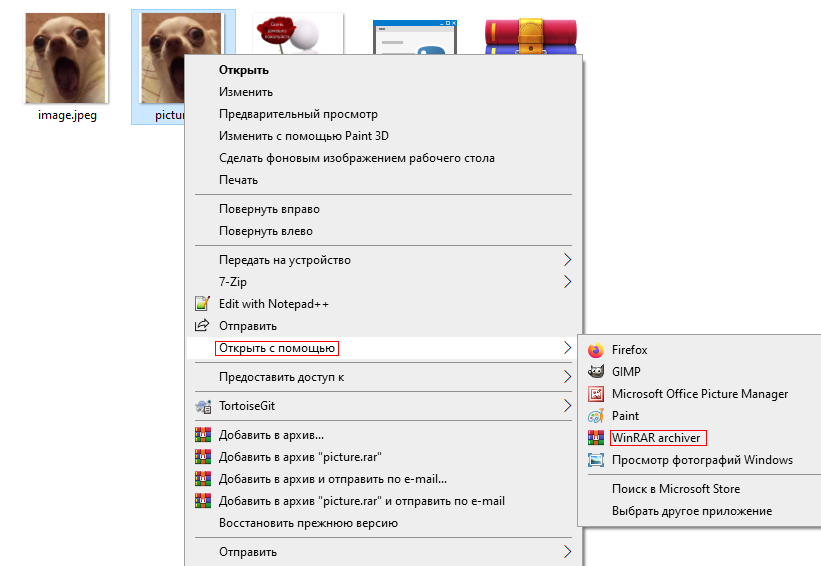 Скань
домашку
пожалуйста
image.jpeg
pictur
Открыть
Изменить
Предварительный просмотр
Изменить с помощью Paint 3D
Сделать фоновым изображением рабочего стола
Печать
Повернуть вправо
Повернуть влево
Передать на устройство
7-Zip
Edit with Notepad++
Отправить
Открыть с помощью
Предоставить доступ к
TortoiseGit
Добавить в архив...
Добавить в архив "picture.rar"
Добавить в архив и отправить по e-mail...
Добавить в архив "picture.rar" и отправить по e-mail
Восстановить прежнюю версию
Отправить
Firefox
GIMP
Microsoft Office Picture Manager
Paint
WinRAR archiver
Просмотр фотографий Windows
Поиск в Microsoft Store
Выбрать другое приложение